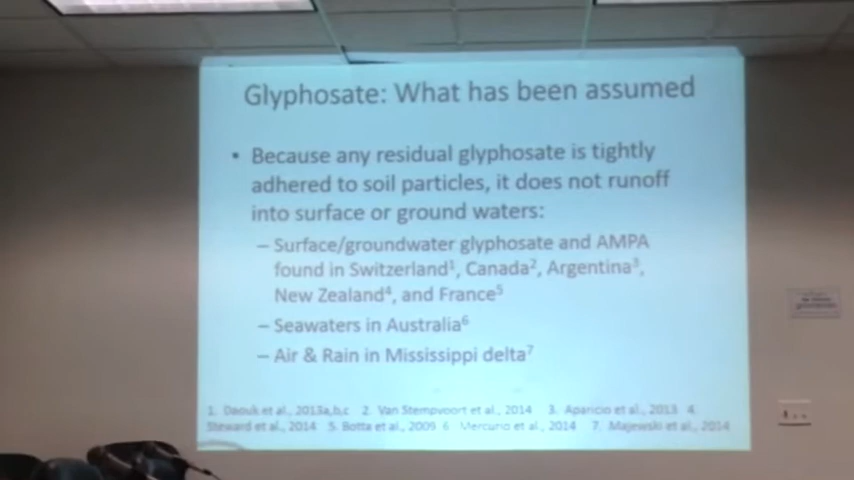 Glyphosate: What has been assumed
• Because any residual glyphosate is tightly
adhered to soil particles, it does not runoff
into surface or ground waters:
– Surface/groundwater glyphosate and AMPA
found in Switzerland¹, Canada², Argentina³,
New Zealand⁴, and France⁵
– Seawaters in Australia⁶
– Air & Rain in Mississippi delta⁷
1. Daouk et al., 2013a,b,c 2. Van Stempvoort et al., 2014 3. Aparicio et al., 2013 4.
Steward et al., 2014 5. Botta et al., 2009 6 Mercurio et al., 2014 7. Majewski et al., 2014